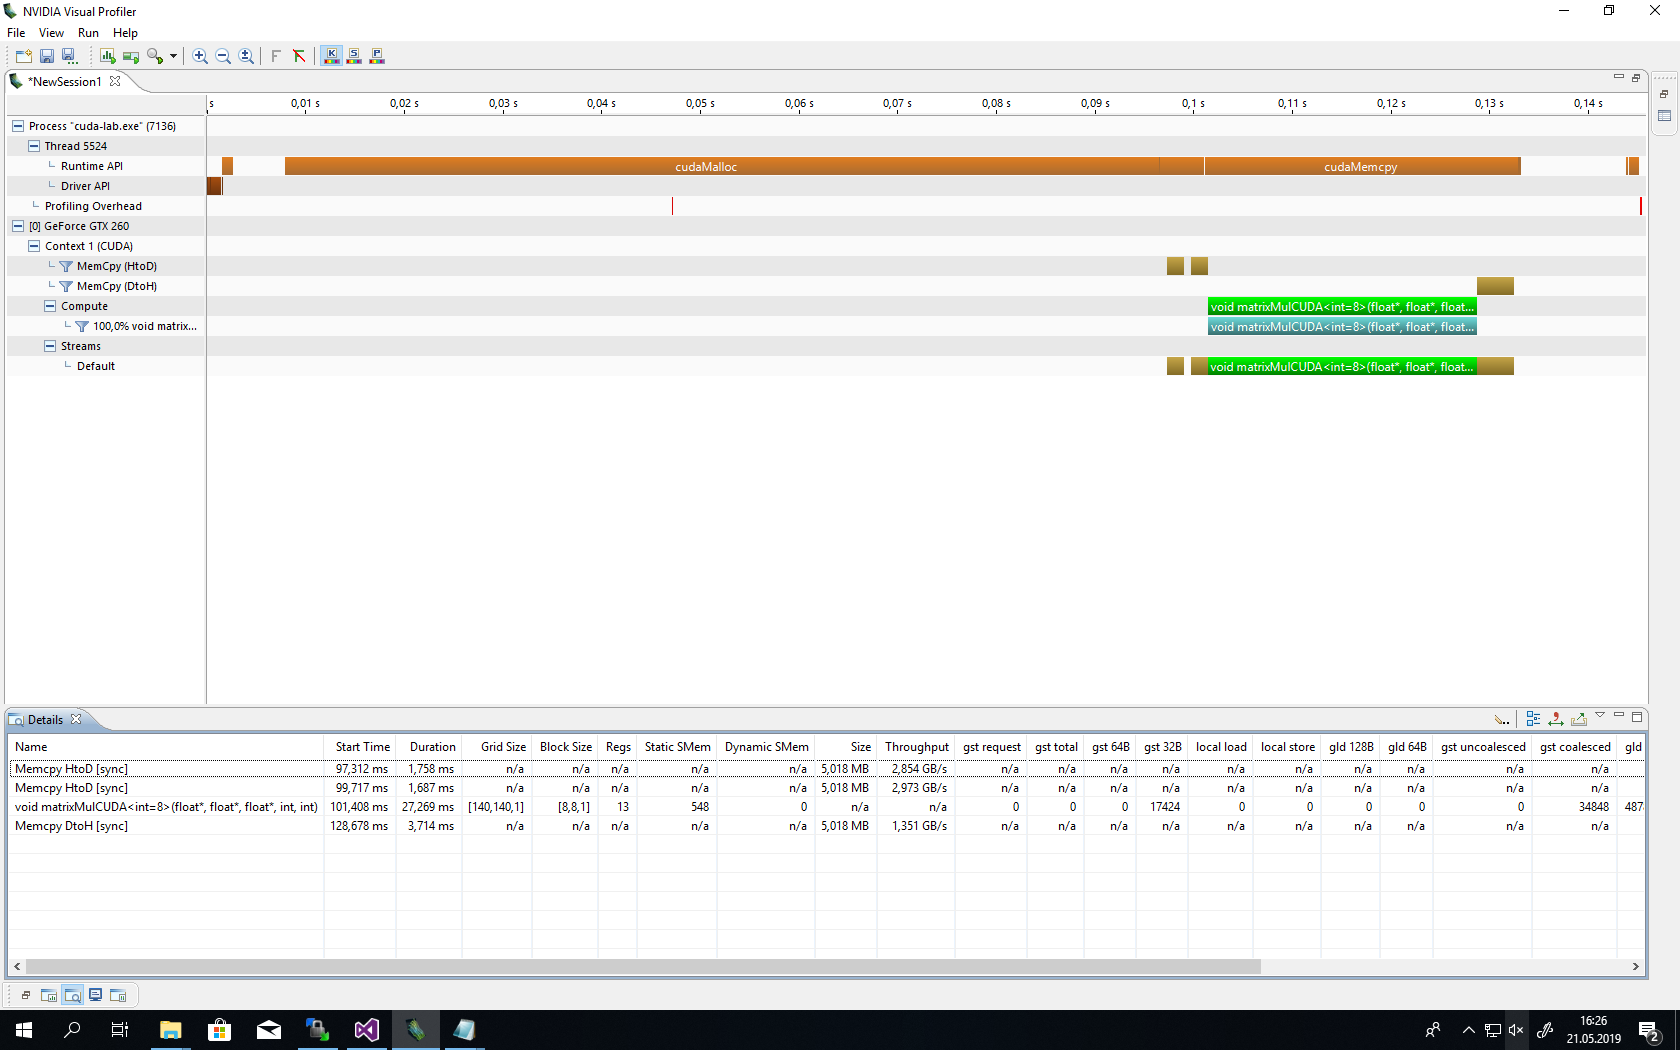 NVIDIA Visual Profiler
File View Run Help
K S P
*NewSession1
s 0,01 s 0,02 s 0,03 s 0,04 s 0,05 s 0,06 s 0,07 s 0,08 s 0,09 s 0,1 s 0,11 s 0,12 s 0,13 s 0,14 s
Process "cuda-lab.exe" (7136)
Thread 5524
Runtime API cudaMalloc cudaMemcpy
Driver API
Profiling Overhead
[0] GeForce GTX 260
Context 1 (CUDA)
MemCpy (HtoD)
MemCpy (DtoH)
Compute void matrixMulCUDA<int=8>(float*, float*, float...
100,0% void matrix... void matrixMulCUDA<int=8>(float*, float*, float...
Streams
Default void matrixMulCUDA<int=8>(float*, float*, float...
Details
Name Start Time Duration Grid Size Block Size Regs Static SMem Dynamic SMem Size Throughput gst request gst total gst 64B gst 32B local load local store gld 128B gld 64B gst uncoalesced gst coalesced gld
Memcpy HtoD [sync] 97,312 ms 1,758 ms n/a n/a n/a n/a n/a 5,018 MB 2,854 GB/s n/a n/a n/a n/a n/a n/a n/a n/a n/a n/a
Memcpy HtoD [sync] 99,717 ms 1,687 ms n/a n/a n/a n/a n/a 5,018 MB 2,973 GB/s n/a n/a n/a n/a n/a n/a n/a n/a n/a n/a
void matrixMulCUDA<int=8>(float*, float*, float*, int, int) 101,408 ms 27,269 ms [140,140,1] [8,8,1] 13 548 0 n/a n/a 0 0 0 17424 0 0 0 0 0 34848 487
Memcpy DtoH [sync] 128,678 ms 3,714 ms n/a n/a n/a n/a n/a 5,018 MB 1,351 GB/s n/a n/a n/a n/a n/a n/a n/a n/a n/a n/a
16:26
21.05.2019
2